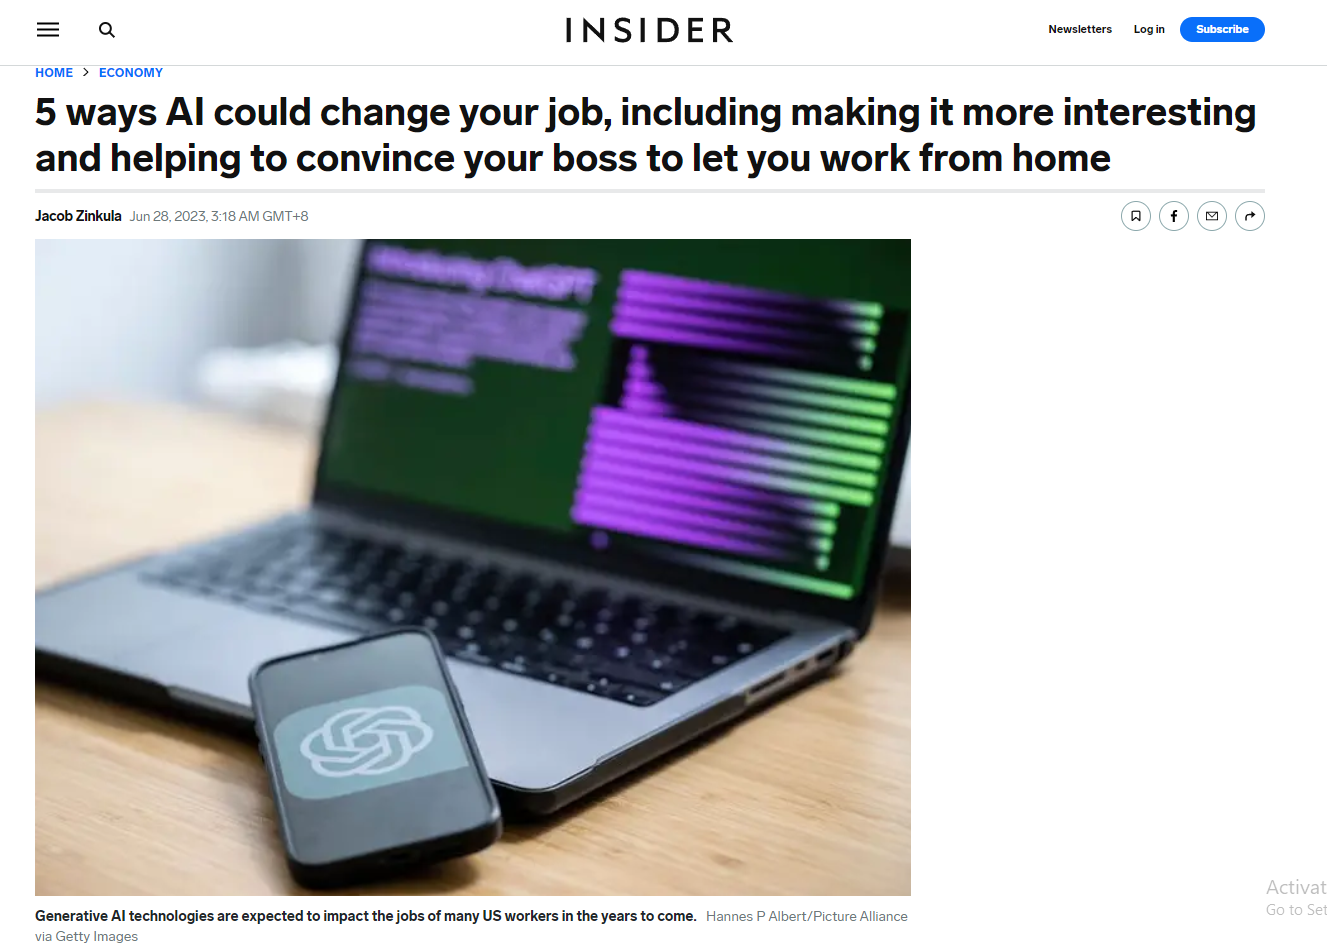 INSIDER
Newsletters
Log in
Subscribe
HOME > ECONOMY
5 ways AI could change your job, including making it more interesting
and helping to convince your boss to let you work from home
Jacob Zinkula Jun 28, 2023, 3:18 AM GMT+8
Introducing ChatGPT
Generative AI technologies are expected to impact the jobs of many US workers in the years to come. Hannes P Albert/Picture Alliance
via Getty Images
Activat
Go to Set